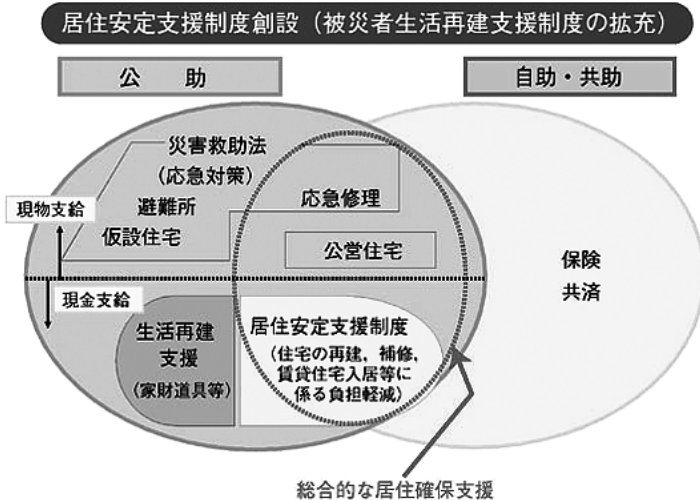 居住安定支援制度創設（被災者生活再建支援制度の拡充）
公　助
自助・共助
災害救助法
（応急対策）
避難所
仮設住宅
応急修理
公営住宅
現物支給
現金支給
保険
共済
生活再建
支援
（家財道具等）
居住安定支援制度
（住宅の再建、補修、
賃貸住宅入居等に
係る負担軽減）
総合的な居住確保支援